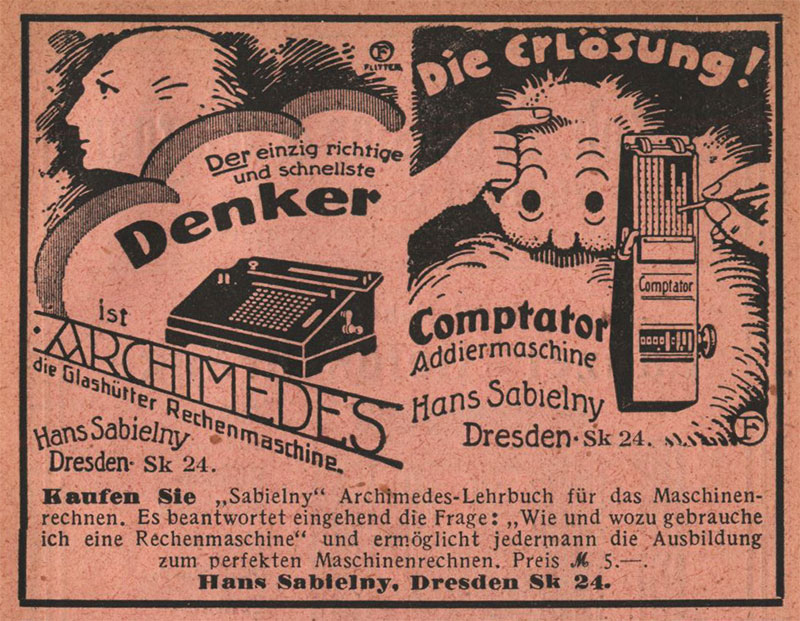 F
FLITTER
Der einzig richtige
und schnellste
Denker
ist
ARCHIMEDES
die Glashütter Rechenmaschine.
Hans Sabielny
Dresden· Sk 24.
Die Erlösung!
Comptator
Comptator
Addiermaschine
Hans Sabielny
Dresden· Sk 24.
F
Kaufen Sie „Sabielny“ Archimedes-Lehrbuch für das Maschinen-
rechnen. Es beantwortet eingehend die Frage: „Wie und wozu gebrauche
ich eine Rechenmaschine“ und ermöglicht jedermann die Ausbildung
zum perfekten Maschinenrechnen. Preis M 5.—.
Hans Sabielny, Dresden Sk 24.